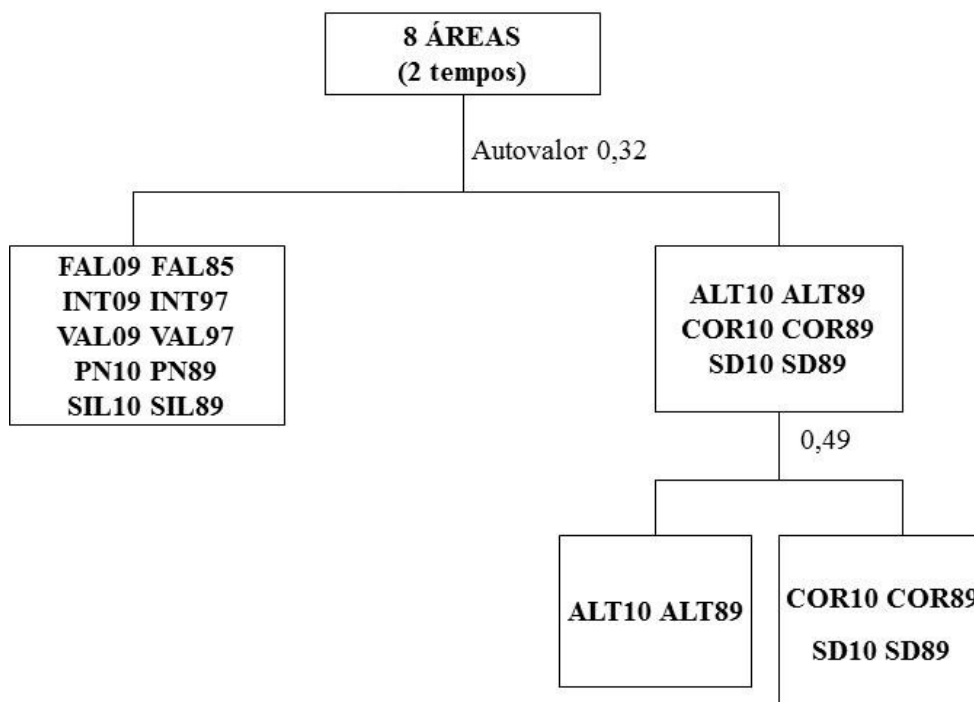 8 ÁREAS
(2 tempos)
Autovalor 0,32
FAL09 FAL85
INT09 INT97
VAL09 VAL97
PN10 PN89
SIL10 SIL89
ALT10 ALT89
COR10 COR89
SD10 SD89
0,49
ALT10 ALT89
COR10 COR89
SD10 SD89